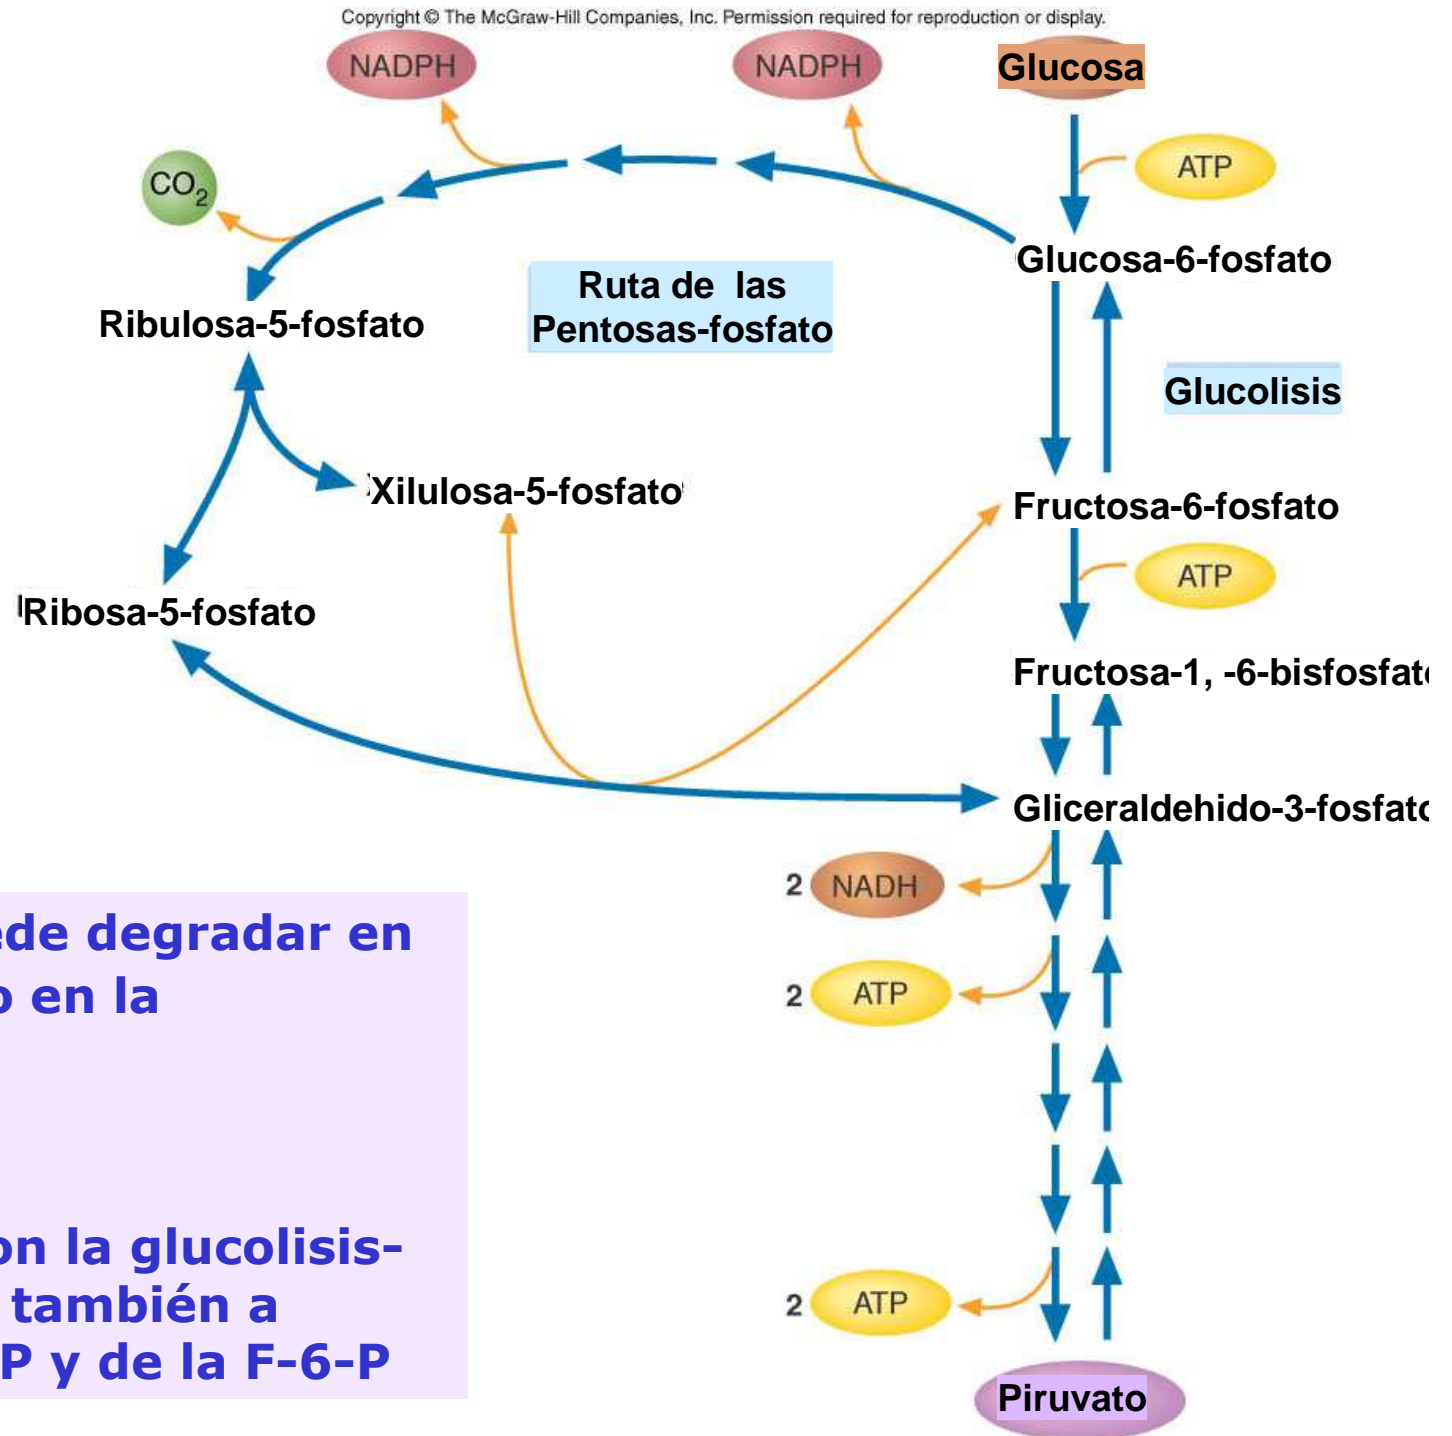 Copyright © The McGraw-Hill Companies, Inc. Permission required for reproduction or display.
NADPH
NADPH
Glucosa
ATP
CO2
Glucosa-6-fosfato
Ruta de las
Pentosas-fosfato
Ribulosa-5-fosfato
Glucolisis
Xilulosa-5-fosfato
Fructosa-6-fosfato
ATP
Ribosa-5-fosfato
Fructosa-1, -6-bisfosfato
Gliceraldehido-3-fosfato
2 NADH
2 ATP
2 ATP
Piruvato
degradar en
en la
on la glucolisis-
también a
P y de la F-6-P